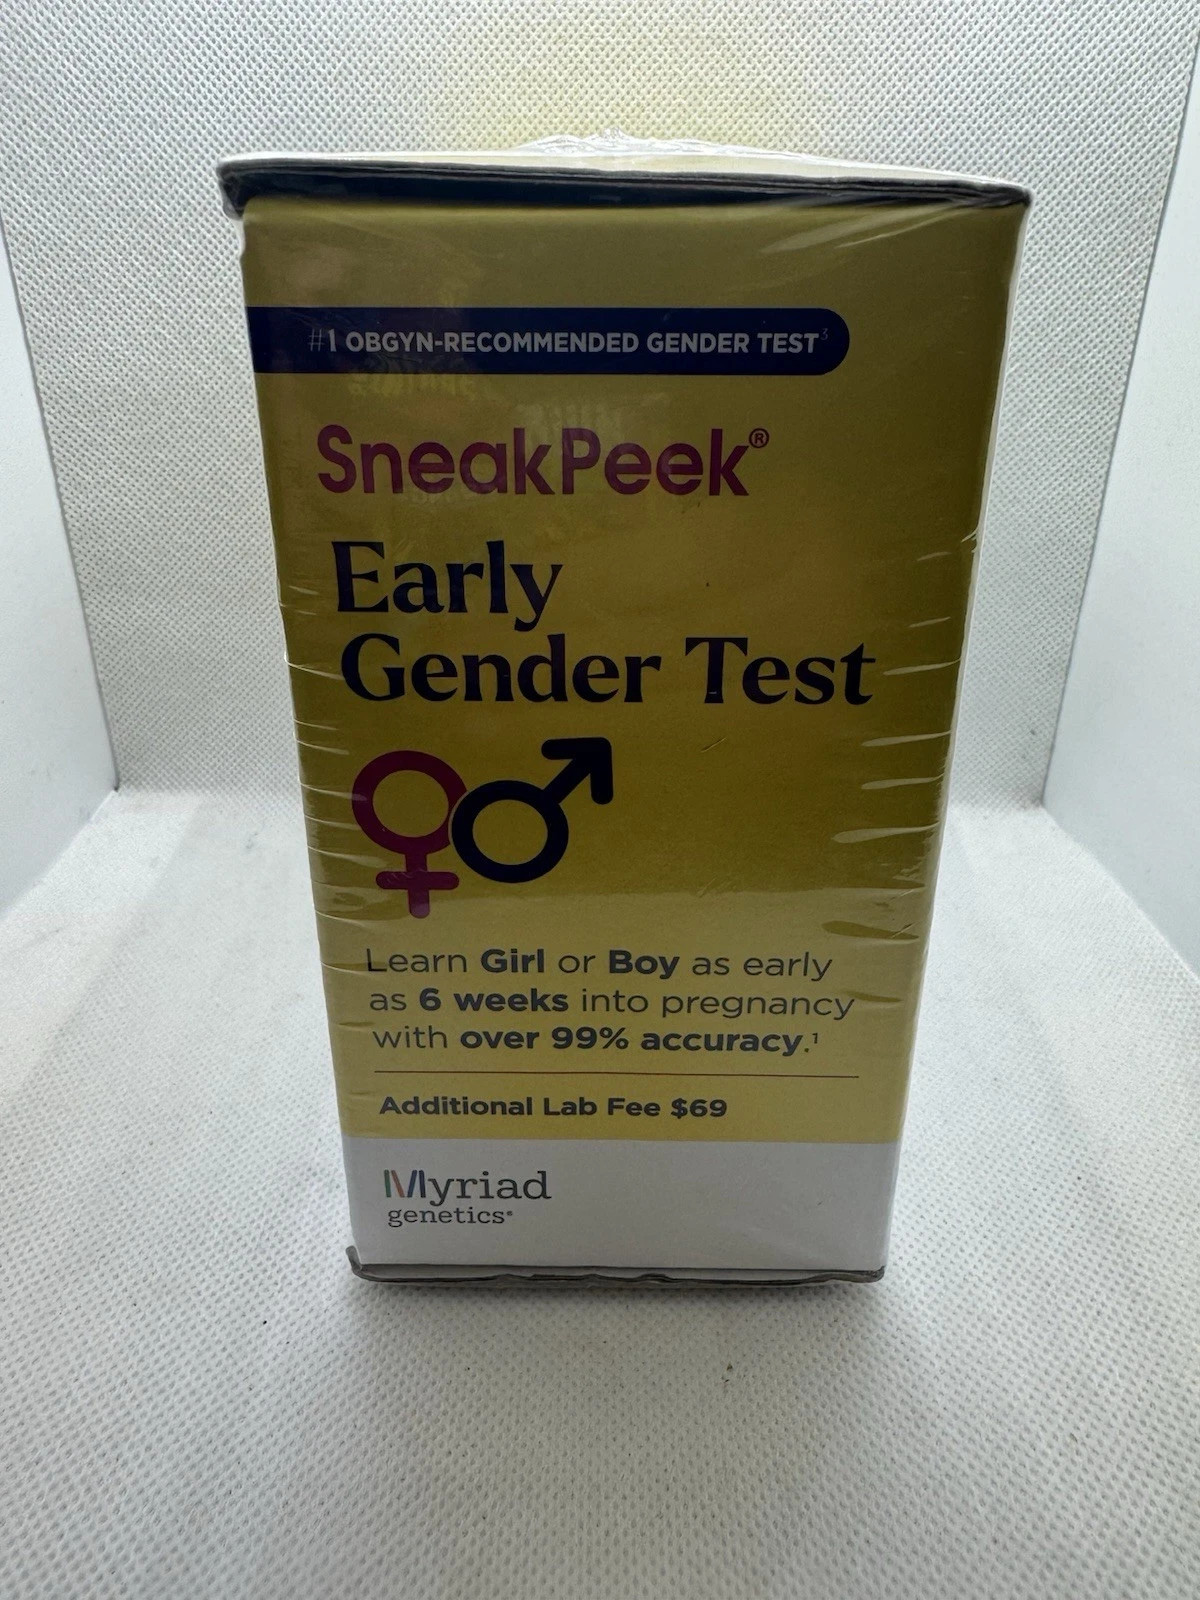 #1 OBGYN-RECOMMENDED GENDER TEST³
SneakPeek®
Early
Gender Test
Learn Girl or Boy as early
as 6 weeks into pregnancy
with over 99% accuracy.¹
Additional Lab Fee $69
Myriad
genetics®